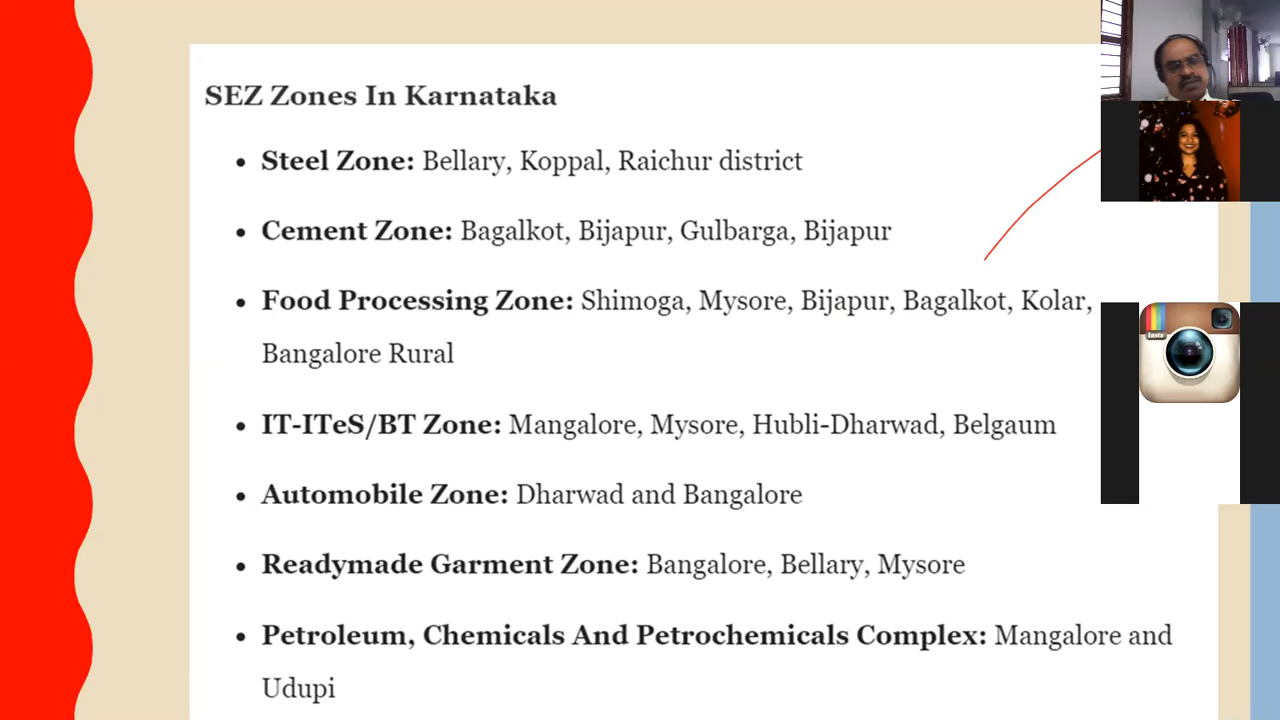 SEZ Zones In Karnataka
• Steel Zone: Bellary, Koppal, Raichur district
• Cement Zone: Bagalkot, Bijapur, Gulbarga, Bijapur
• Food Processing Zone: Shimoga, Mysore, Bijapur, Bagalkot, Kolar,
Bangalore Rural
• IT-ITeS/BT Zone: Mangalore, Mysore, Hubli-Dharwad, Belgaum
• Automobile Zone: Dharwad and Bangalore
• Readymade Garment Zone: Bangalore, Bellary, Mysore
• Petroleum, Chemicals And Petrochemicals Complex: Mangalore and
Udupi
Insta